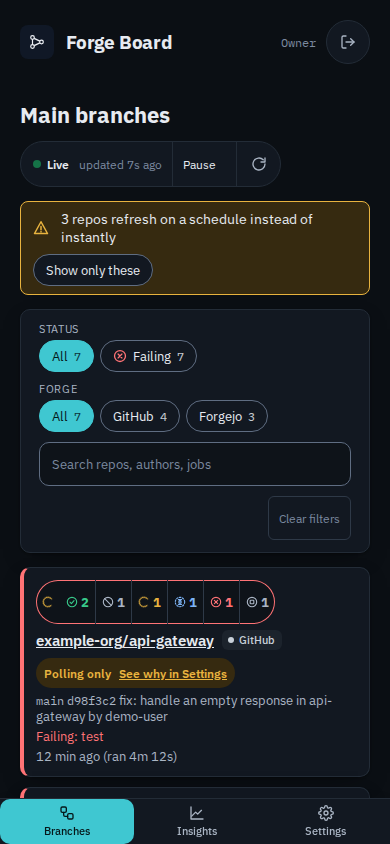 Forge Board
Owner
Main branches
Live updated 7s ago
Pause
3 repos refresh on a schedule instead of
instantly
Show only these
STATUS
All 7
Failing 7
FORGE
All 7
GitHub 4
Forgejo 3
Search repos, authors, jobs
Clear filters
2 1 1 1 1 1
example-org/api-gateway
GitHub
Polling only See why in Settings
main d98f3c2 fix: handle an empty response in api-
gateway by demo-user
Failing: test
12 min ago (ran 4m 12s)
Branches
Insights
Settings